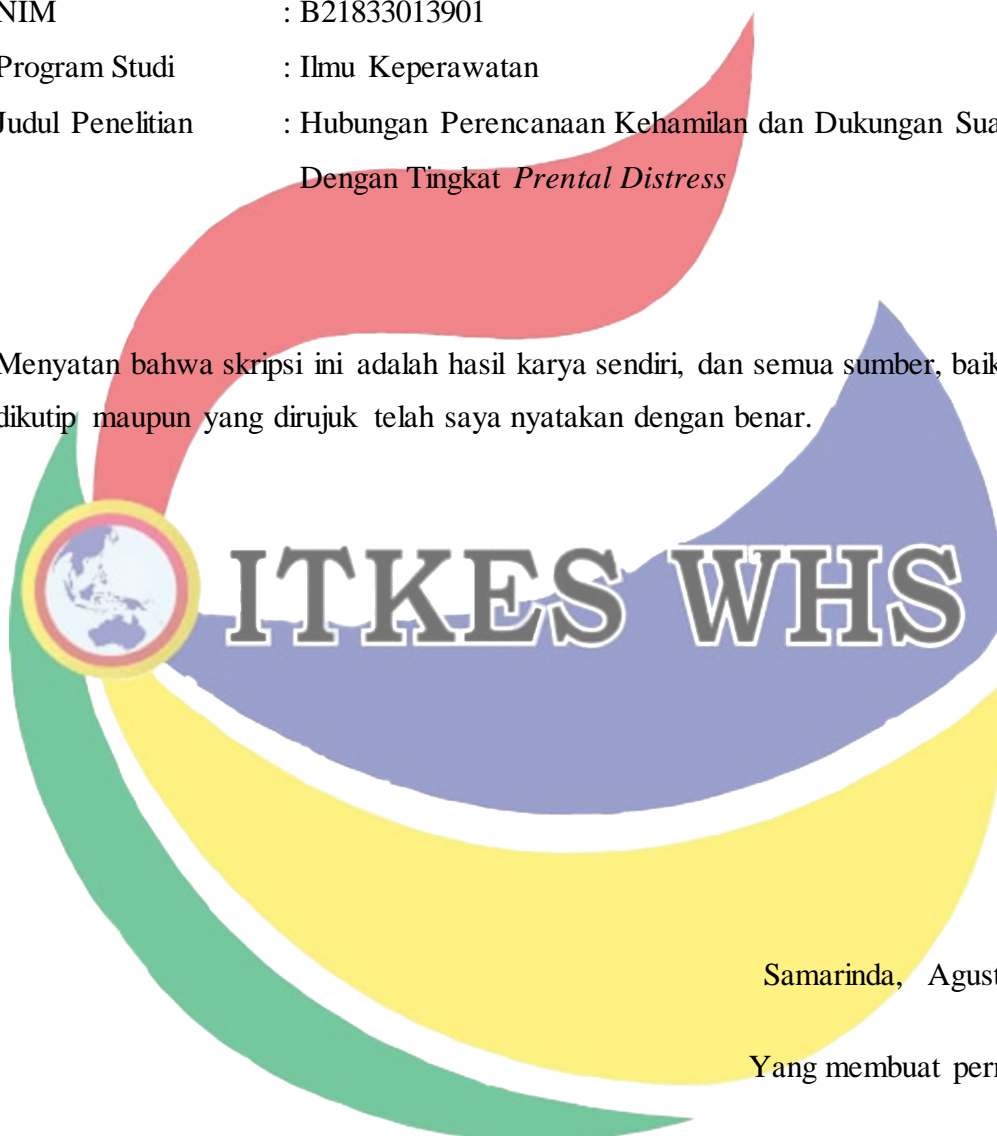 NIM : B21833013901
Program Studi : Ilmu Keperawatan
Judul Penelitian : Hubungan Perencanaan Kehamilan dan Dukungan Sua
Dengan Tingkat Prental Distress
Menyatan bahwa skripsi ini adalah hasil karya sendiri, dan semua sumber, baik
dikutip maupun yang dirujuk telah saya nyatakan dengan benar.
ITKES WHS
Samarinda, Agust
Yang membuat pern